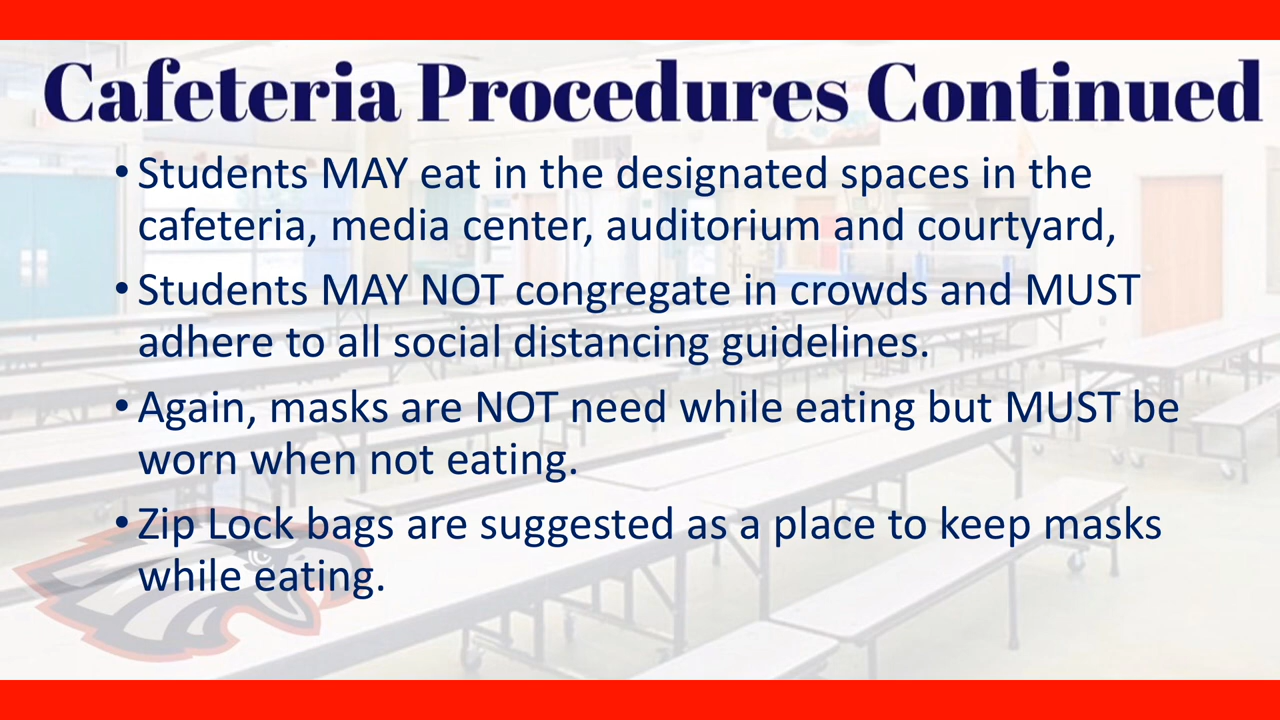 Cafeteria Procedures Continued
• Students MAY eat in the designated spaces in the
cafeteria, media center, auditorium and courtyard,
• Students MAY NOT congregate in crowds and MUST
adhere to all social distancing guidelines.
• Again, masks are NOT need while eating but MUST be
worn when not eating.
• Zip Lock bags are suggested as a place to keep masks
while eating.